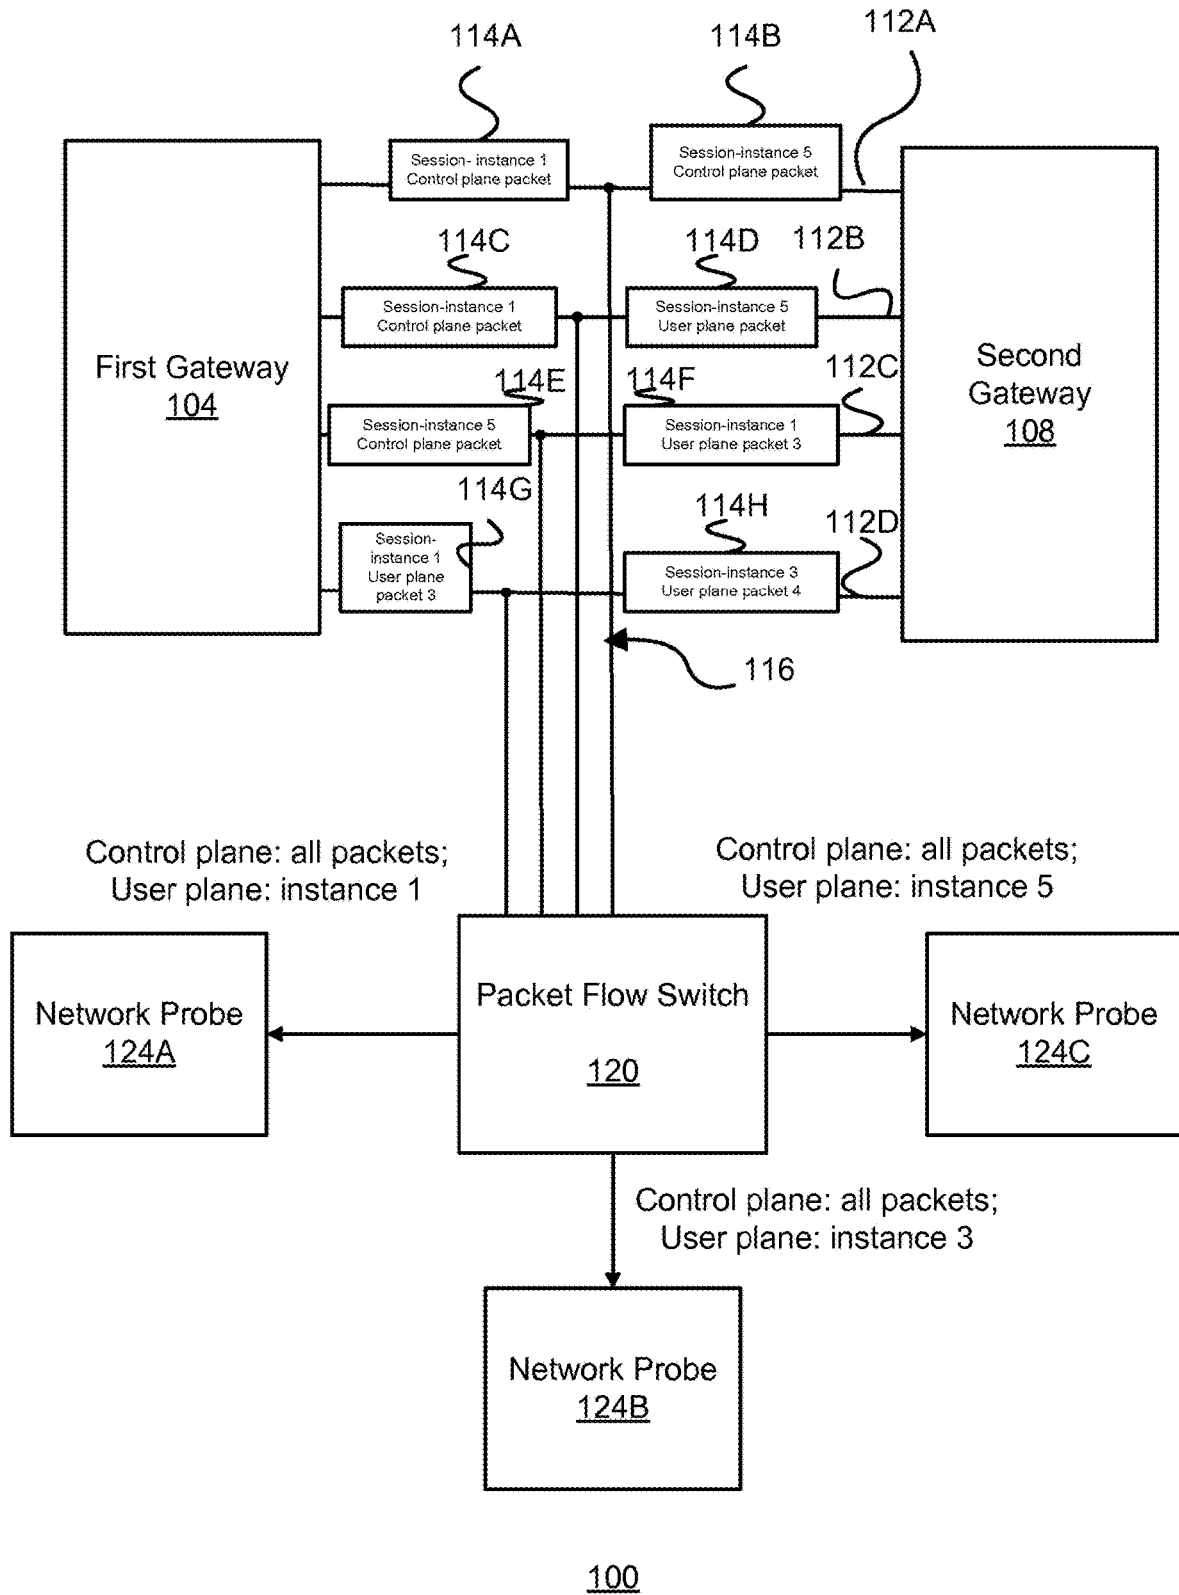 112A
114A
114B
Session- instance 1
Control plane packet
Session-instance 5
Control plane packet
114C
114D
112B
Session-instance 1
Control plane packet
Session-instance 5
User plane packet
First Gateway
104
Second
Gateway
108
114E
114F
112C
Session-instance 5
Control plane packet
Session-instance 1
User plane packet 3
114G
114H
112D
Session-
instance 1
User plane
packet 3
Session-instance 3
User plane packet 4
116
Control plane: all packets;
User plane: instance 1
Control plane: all packets;
User plane: instance 5
Network Probe
124A
Packet Flow Switch
120
Network Probe
124C
Control plane: all packets;
User plane: instance 3
Network Probe
124B
100